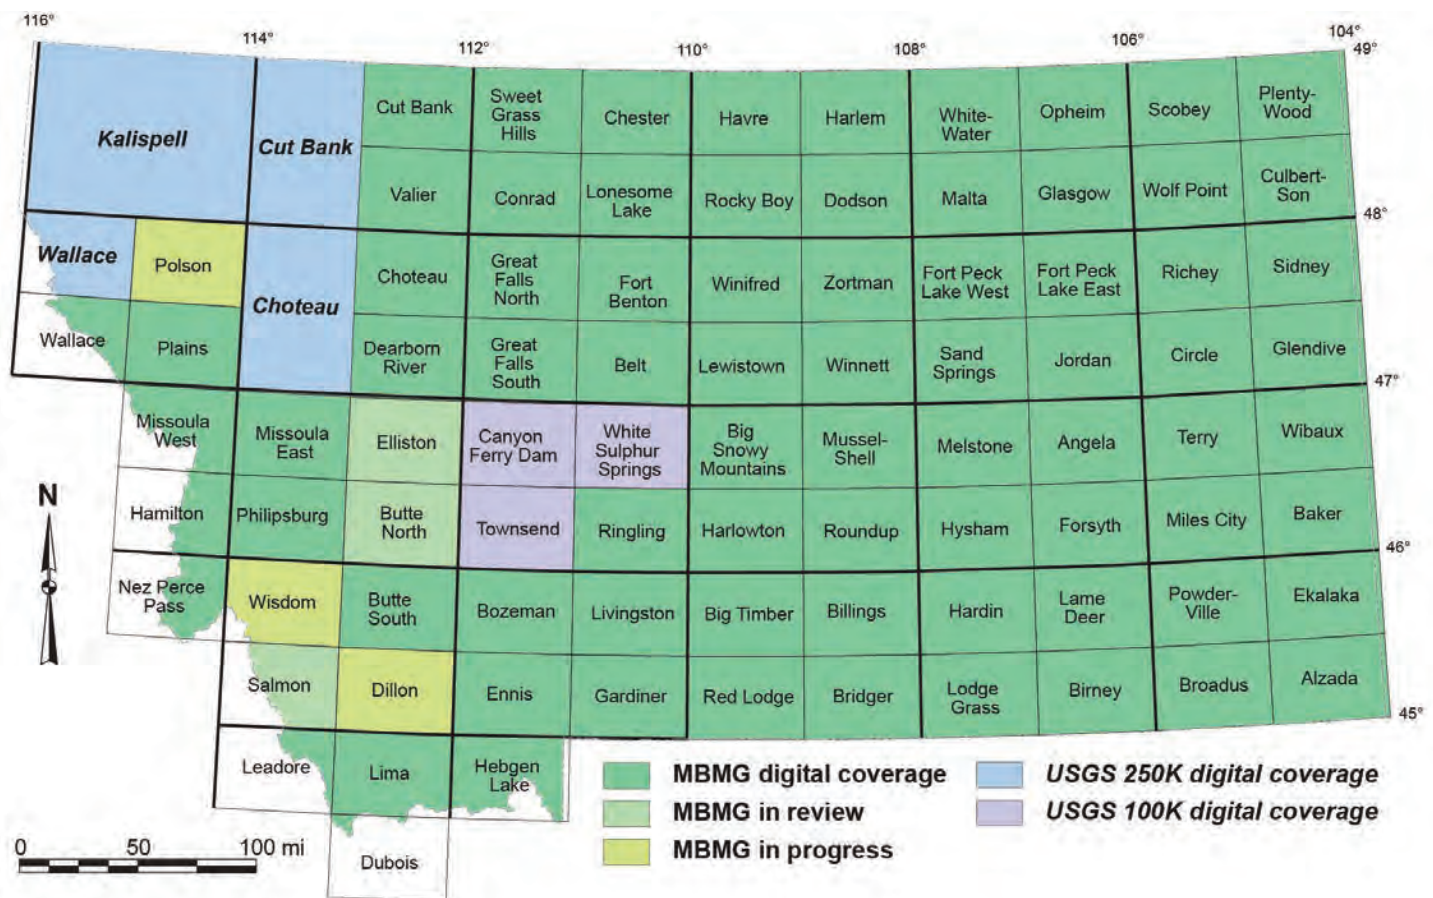 116°
114°
112°
110°
108°
106°
104°
49°
Kalispell
Cut Bank
Cut Bank
Sweet
Grass
Hills
Chester
Havre
Harlem
White-
Water
Opheim
Scobey
Plenty-
Wood
Valier
Conrad
Lonesome
Lake
Rocky Boy
Dodson
Malta
Glasgow
Wolf Point
Culbert-
Son
48°
Wallace
Polson
Choteau
Choteau
Great
Falls
North
Fort
Benton
Winifred
Zortman
Fort Peck
Lake West
Fort Peck
Lake East
Richey
Sidney
Wallace
Plains
Dearborn
River
Great
Falls
South
Belt
Lewistown
Winnett
Sand
Springs
Jordan
Circle
Glendive
47°
Missoula
West
Missoula
East
Elliston
Canyon
Ferry Dam
White
Sulphur
Springs
Big
Snowy
Mountains
Mussel-
Shell
Melstone
Angela
Terry
Wibaux
N
Hamilton
Philipsburg
Butte
North
Townsend
Ringling
Harlowton
Roundup
Hysham
Forsyth
Miles City
Baker
46°
Nez Perce
Pass
Wisdom
Butte
South
Bozeman
Livingston
Big Timber
Billings
Hardin
Lame
Deer
Powder-
Ville
Ekalaka
Salmon
Dillon
Ennis
Gardiner
Red Lodge
Bridger
Lodge
Grass
Birney
Broadus
Alzada
45°
Leadore
Lima
Hebgen
Lake
Dubois
MBMG digital coverage
MBMG in review
MBMG in progress
USGS 250K digital coverage
USGS 100K digital coverage
0 50 100 mi